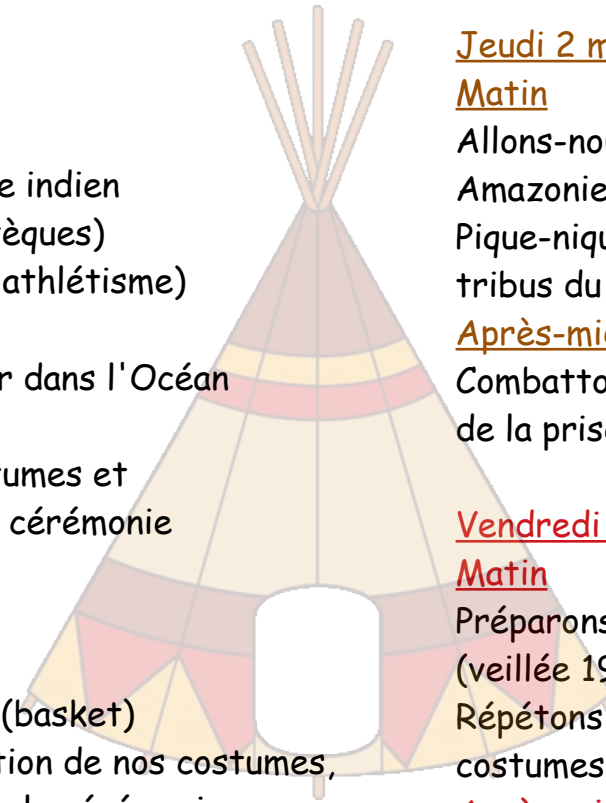 e indien
èques)
athlétisme)
r dans l'Océan
umes et
cérémonie
(basket)
tion de nos costumes,
Jeudi 2 m
Matin
Allons-no
Amazonie
Pique-niqu
tribus du
Après-mi
Combatto
de la pris
Vendredi
Matin
Préparons
(veillée 19
Répétons
costumes